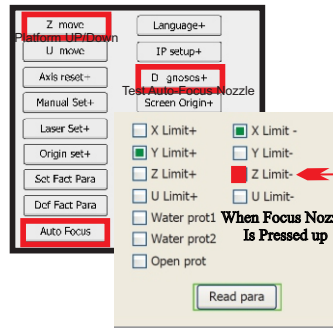 Z move
Platform UP/Down
U move
Axis reset+
Manual Set+
Laser Set+
Origin set+
Set Fact Para
Def Fact Para
Auto Focus
Language+
IP setup+
D gnoses+
Test Auto-Focus Nozzle
Screen Origin+
X Limit+
X Limit -
Y Limit+
Y Limit-
Z Limit+
Z Limit-
U Limit+
U Limit-
Water prot1
When Focus Nozz
Water prot2
Is Pressed up
Open prot
Read para